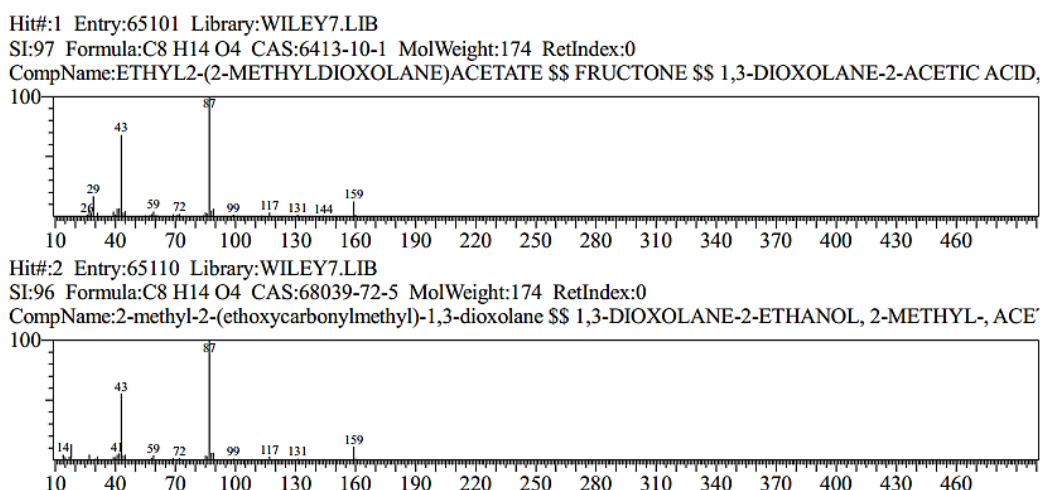 Hit#:1 Entry:65101 Library:WILEY7.LIB
SI:97 Formula:C8 H14 O4 CAS:6413-10-1 MolWeight:174 RetIndex:0
CompName:ETHYL2-(2-METHYLDIOXOLANE)ACETATE $$ FRUCTONE $$ 1,3-DIOXOLANE-2-ACETIC ACID,
100
87
43
29
26
59
72
99
117
131
144
159
10 40 70 100 130 160 190 220 250 280 310 340 370 400 430 460
Hit#:2 Entry:65110 Library:WILEY7.LIB
SI:96 Formula:C8 H14 O4 CAS:68039-72-5 MolWeight:174 RetIndex:0
CompName:2-methyl-2-(ethoxycarbonylmethyl)-1,3-dioxolane $$ 1,3-DIOXOLANE-2-ETHANOL, 2-METHYL-, ACE
100
87
43
14
41
59
72
99
117
131
159
10 40 70 100 130 160 190 220 250 280 310 340 370 400 430 460